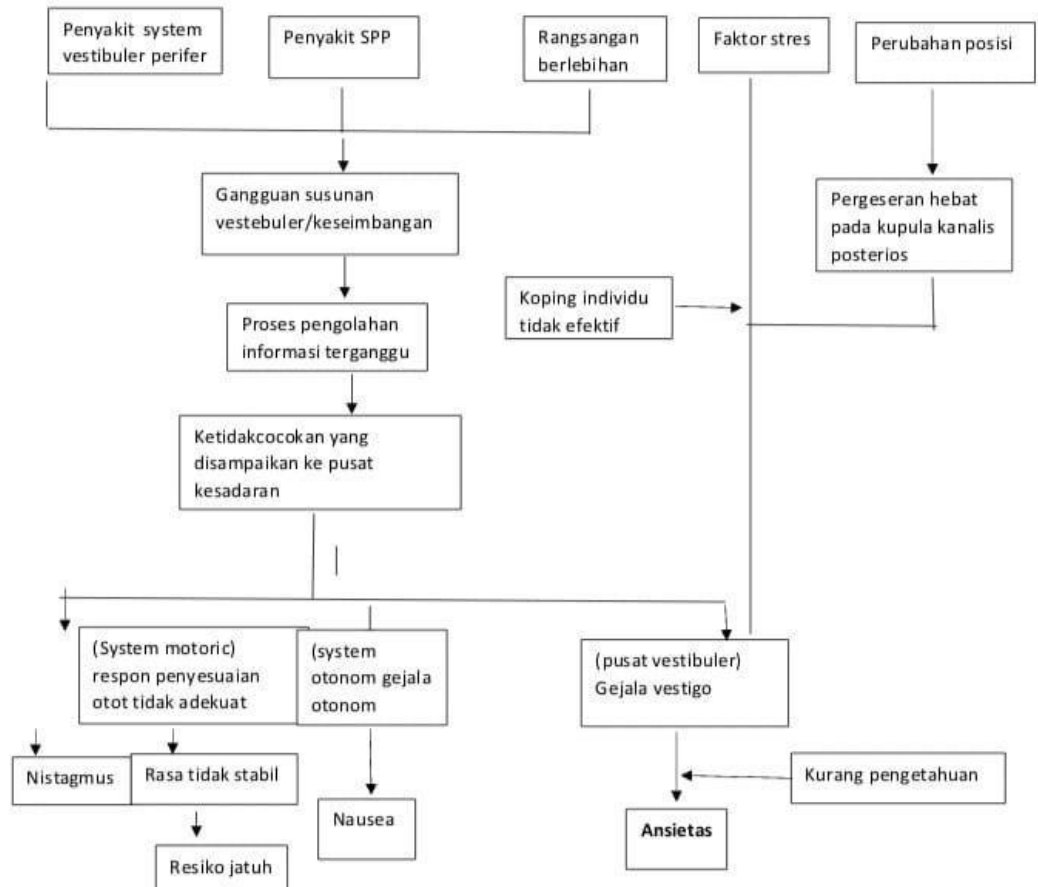 Penyakit system
vestibuler perifer
Penyakit SPP
Rangsangan
berlebihan
Faktor stres
Perubahan posisi
Gangguan susunan
vestebuler/keseimbangan
Pergeseran hebat
pada kupula kanalis
posterios
Koping individu
tidak efektif
Proses pengolahan
informasi terganggu
Ketidakcocokan yang
disampaikan ke pusat
kesadaran
(System motoric)
respon penyesuaian
otot tidak adekuat
(system
otonom gejala
otonom
(pusat vestibuler)
Gejala vestigo
Nistagmus
Rasa tidak stabil
Nausea
Kurang pengetahuan
Ansietas
Resiko jatuh